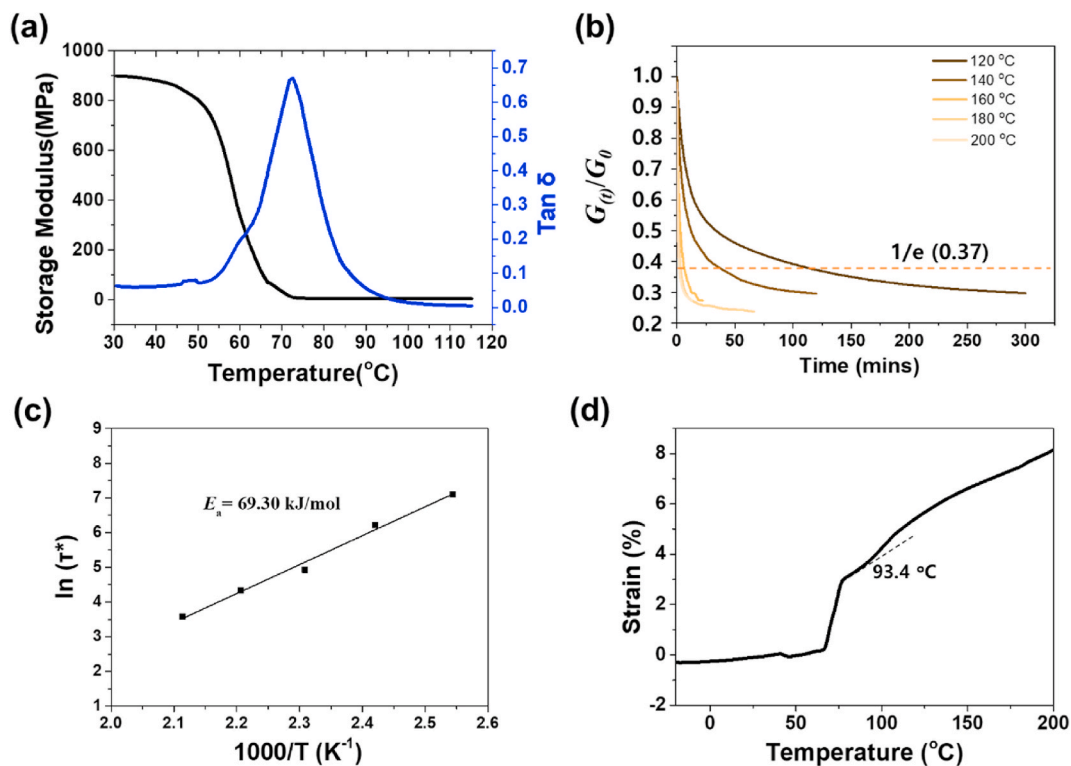 (a)
1000
800
600
400
200
0
Storage Modulus(MPa)
0.7
0.6
0.5
0.4
0.3
0.2
0.1
0.0
Tan δ
30 40 50 60 70 80 90 100 110 120
Temperature(°C)
(b)
120 °C
140 °C
160 °C
180 °C
200 °C
1.0
0.9
0.8
0.7
0.6
0.5
0.4
0.3
0.2
G(t)/G0
1/e (0.37)
0 50 100 150 200 250 300
Time (mins)
(c)
9
8
7
6
5
4
3
2
1
ln (τ*)
Ea= 69.30 kJ/mol
2.0 2.1 2.2 2.3 2.4 2.5 2.6
1000/T (K-1)
(d)
8
6
4
2
0
-2
Strain (%)
93.4 °C
0 50 100 150 200
Temperature (°C)